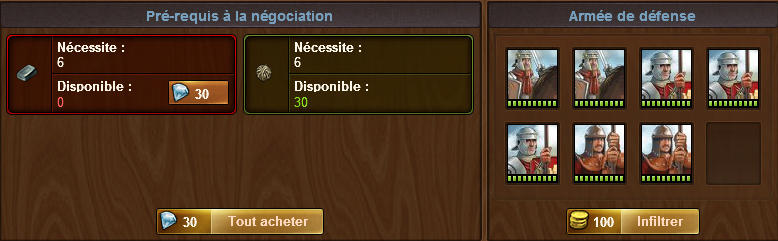 Pré-requis à la négociation
Nécessite :
6
Disponible :
0
30
Nécessite :
6
Disponible :
30
30 Tout acheter
Armée de défense
100 Infiltrer